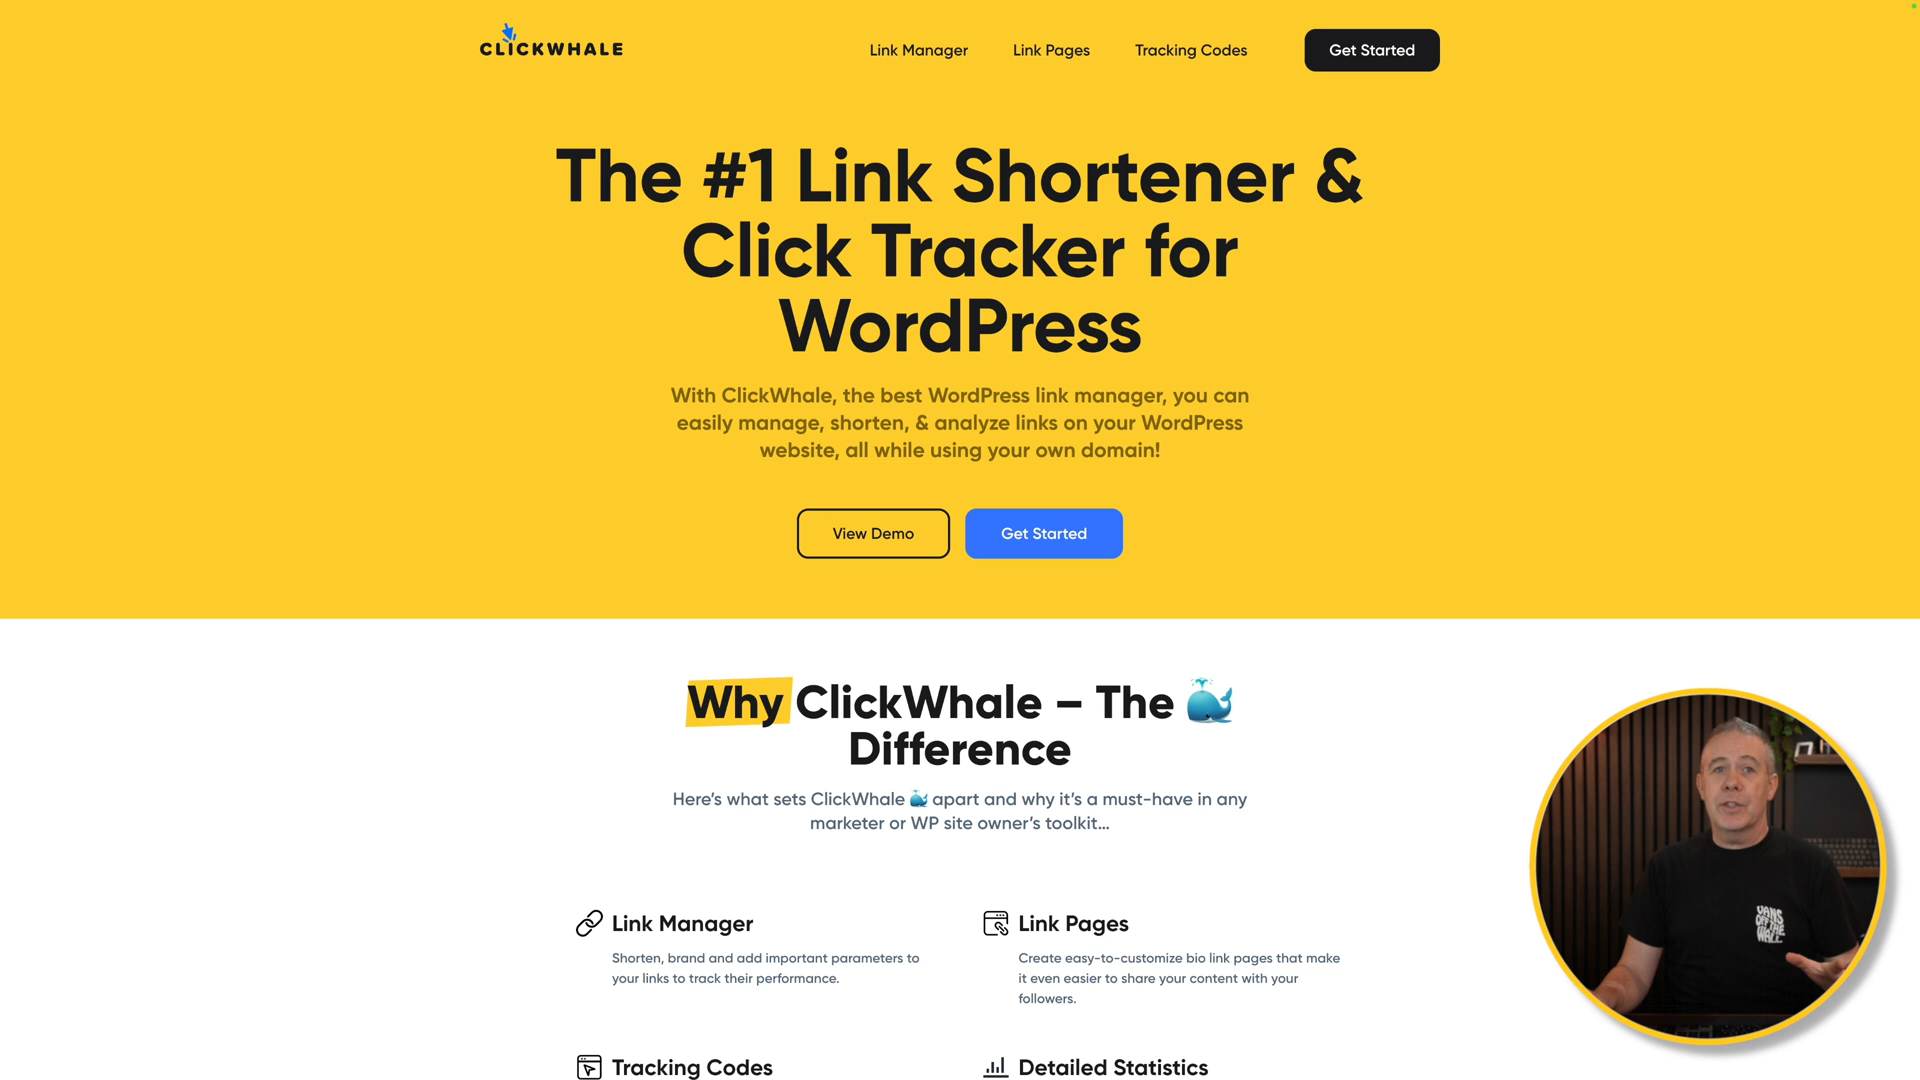 CLICKWHALE
Link Manager
Link Pages
Tracking Codes
Get Started
The #1 Link Shortener &
Click Tracker for
WordPress
With ClickWhale, the best WordPress link manager, you can
easily manage, shorten, & analyze links on your WordPress
website, all while using your own domain!
View Demo
Get Started
Why ClickWhale – The 🐳
Difference
Here's what sets ClickWhale 🐳 apart and why it's a must-have in any
marketer or WP site owner's toolkit...
Link Manager
Shorten, brand and add important parameters to
your links to track their performance.
Link Pages
Create easy-to-customize bio link pages that make
it even easier to share your content with your
followers.
Tracking Codes
Detailed Statistics
VANS
OFF THE
WALL